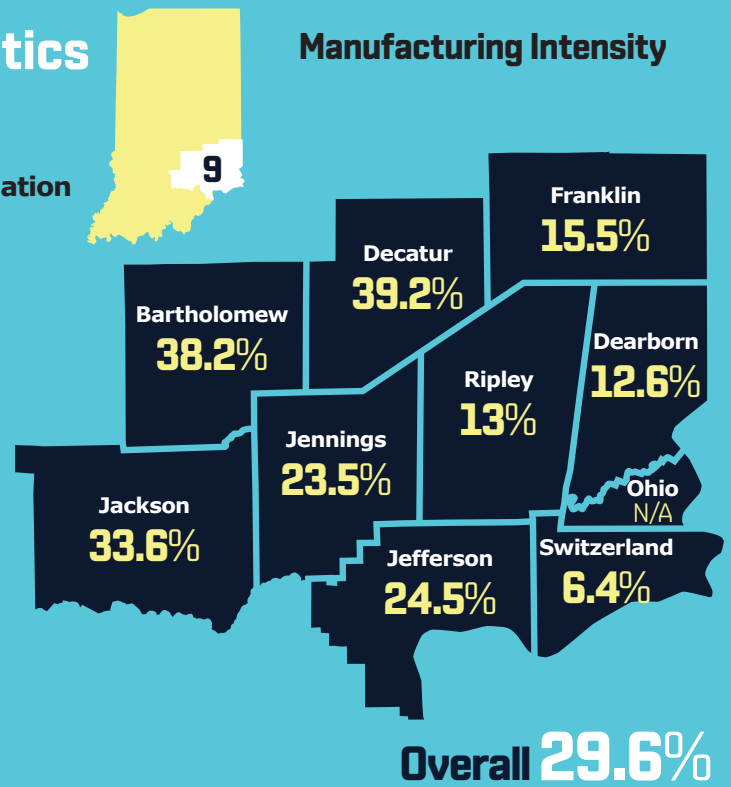 tics
Manufacturing Intensity
ation
9
Franklin
15.5%
Decatur
39.2%
Bartholomew
38.2%
Dearborn
12.6%
Ripley
13%
Jennings
23.5%
Jackson
33.6%
Ohio
N/A
Jefferson
24.5%
Switzerland
6.4%
Overall 29.6%